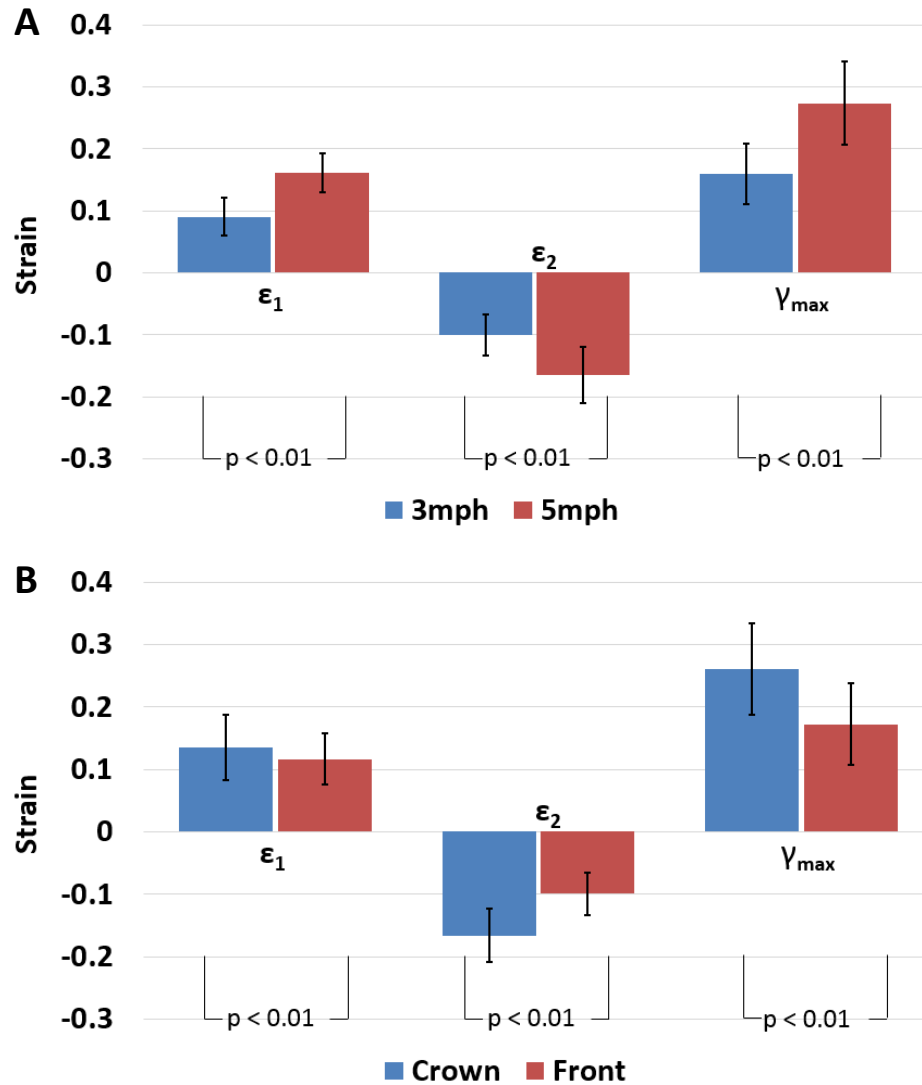 A
0.4
0.3
0.2
0.1
0
-0.1
-0.2
-0.3
Strain
ε₁
ε₂
γmax
p < 0.01
p < 0.01
p < 0.01
3mph 5mph
B
0.4
0.3
0.2
0.1
0
-0.1
-0.2
-0.3
Strain
ε₁
ε₂
γmax
p < 0.01
p < 0.01
p < 0.01
Crown Front